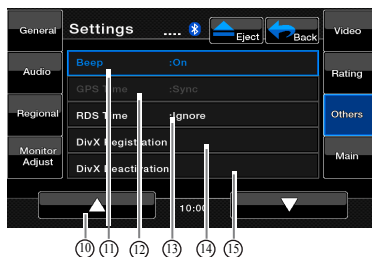 General
Settings .... Eject Back
Video
Audio
Beep :On
Rating
GPS Time :Sync
Regional
RDS Time :Ignore
Others
DivX Registration
Monitor Adjust
DivX Deactivation
Main
10:00
10 11 12 13 14 15